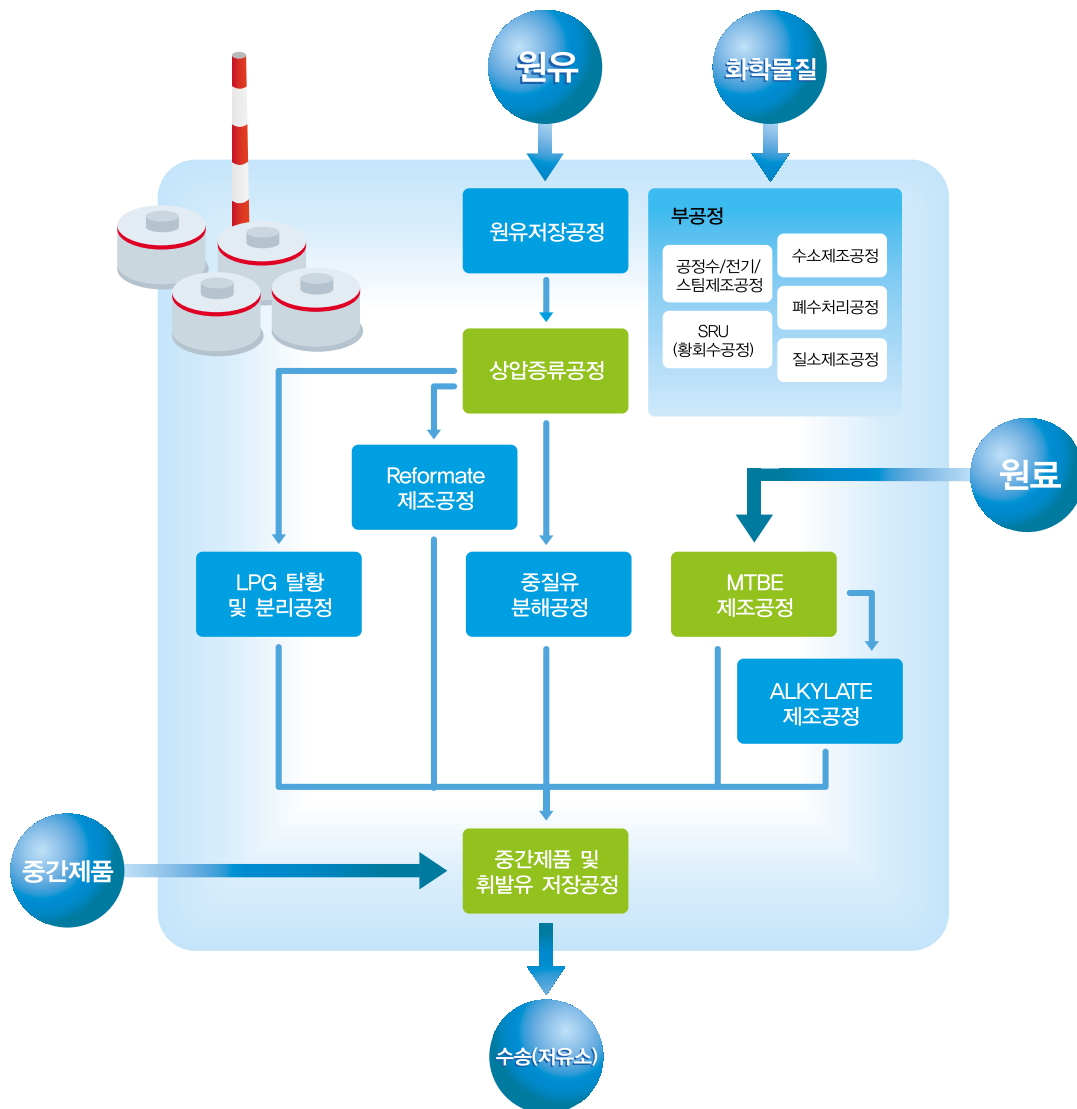 원유
화학물질
원유저장공정
부공정
공정수/전기/
스팀제조공정
SRU
(황회수공정)
수소제조공정
폐수처리공정
질소제조공정
상압증류공정
Reformate
제조공정
원료
LPG 탈황
및 분리공정
중질유
분해공정
MTBE
제조공정
ALKYLATE
제조공정
중간제품
중간제품 및
휘발유 저장공정
수송(저유소)